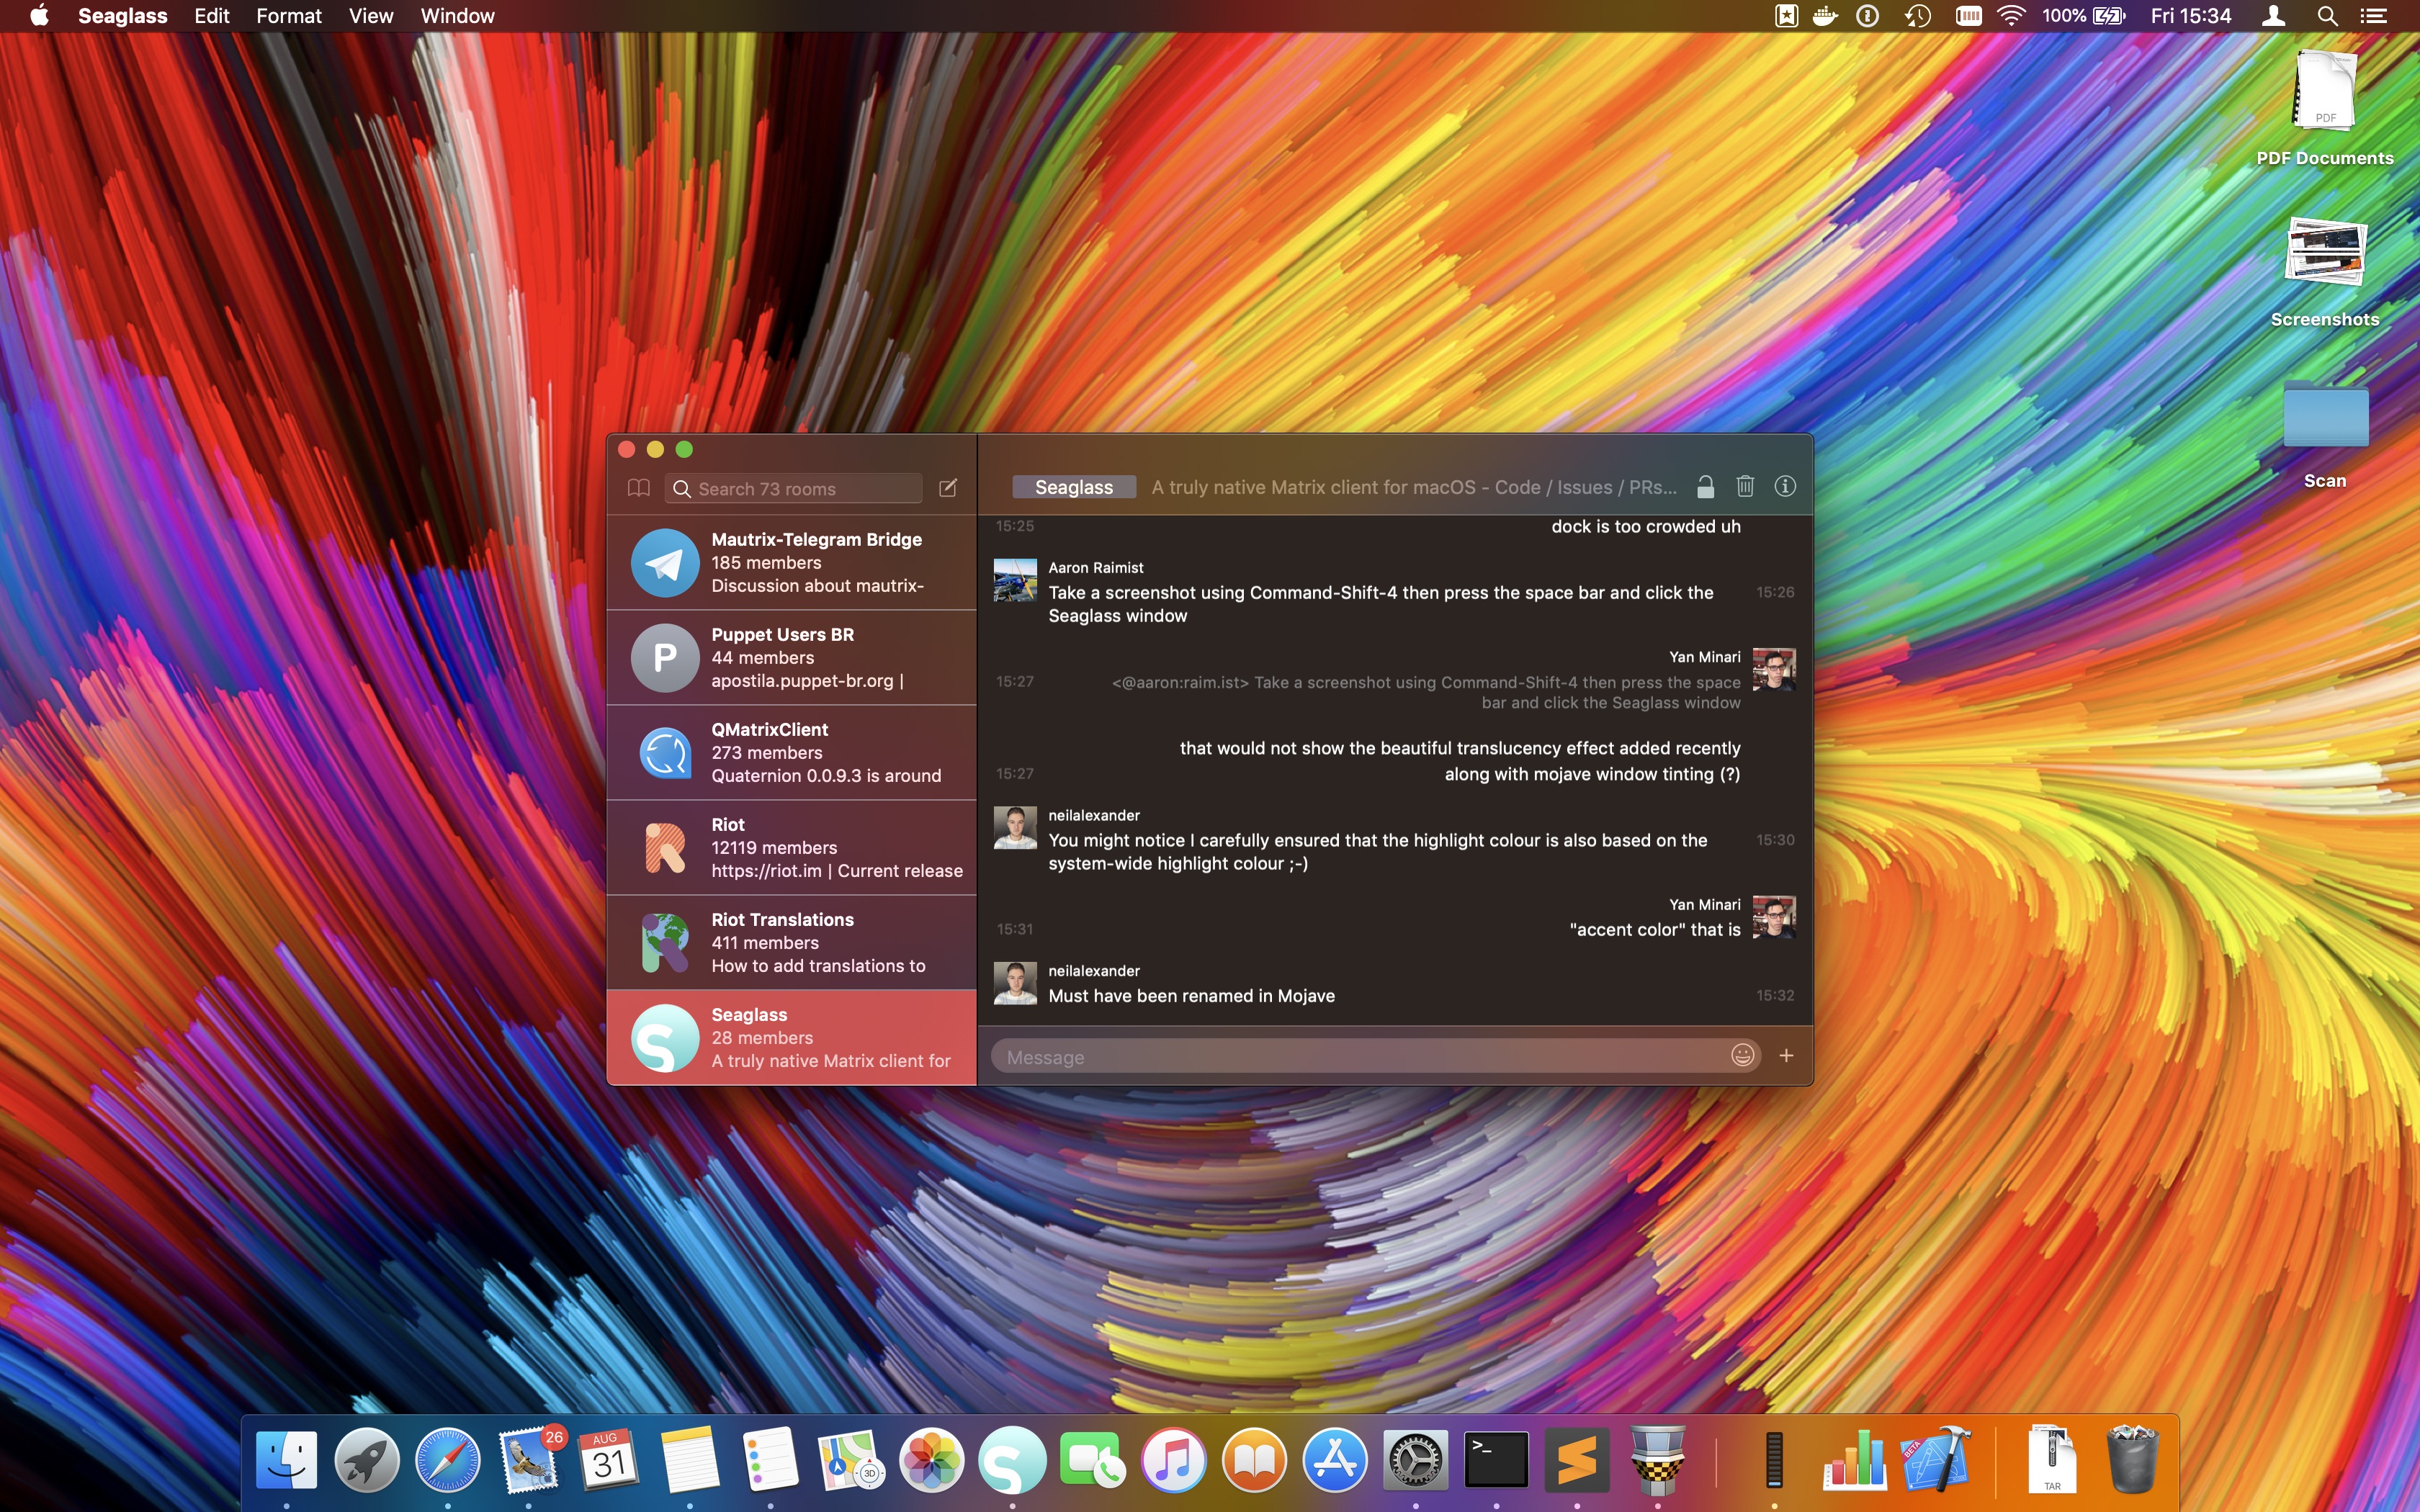 Seaglass Edit Format View Window
100% Fri 15:34
PDF
PDF Documents
Screenshots
Scan
Search 73 rooms
Mautrix-Telegram Bridge
185 members
Discussion about mautrix-
P
Puppet Users BR
44 members
apostila.puppet-br.org |
QMatrixClient
273 members
Quaternion 0.0.9.3 is around
Riot
12119 members
https://riot.im | Current release
Riot Translations
411 members
How to add translations to
Seaglass
28 members
A truly native Matrix client for
Seaglass A truly native Matrix client for macOS - Code / Issues / PRs...
15:25 dock is too crowded uh
Aaron Raimist
Take a screenshot using Command-Shift-4 then press the space bar and click the 15:26
Seaglass window
Yan Minari
15:27 <@aaron:raim.ist> Take a screenshot using Command-Shift-4 then press the space
bar and click the Seaglass window
that would not show the beautiful translucency effect added recently
15:27 along with mojave window tinting (?)
neilalexander
You might notice I carefully ensured that the highlight colour is also based on the 15:30
system-wide highlight colour ;-)
Yan Minari
15:31 "accent color" that is
neilalexander
Must have been renamed in Mojave 15:32
Message
26
AUG
31
3D
>_
BETA
TAR